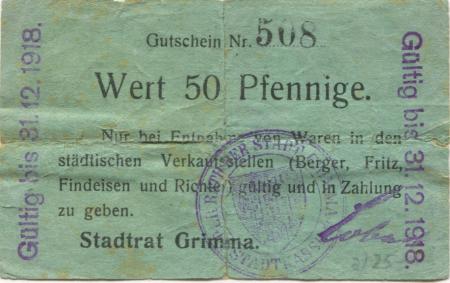 Gutschein Nr. 508
Wert 50 Pfennige.
Nur bei Entnahme von Waren in den
städtischen Verkaufsstellen (Berger, Fritz,
Findeisen und Richter) gültig und in Zahlung
zu geben.
Stadtrat Grimma.
Gültig bis 31.12.1918.
Gültig bis 31.12.1918.
STADTKASSE